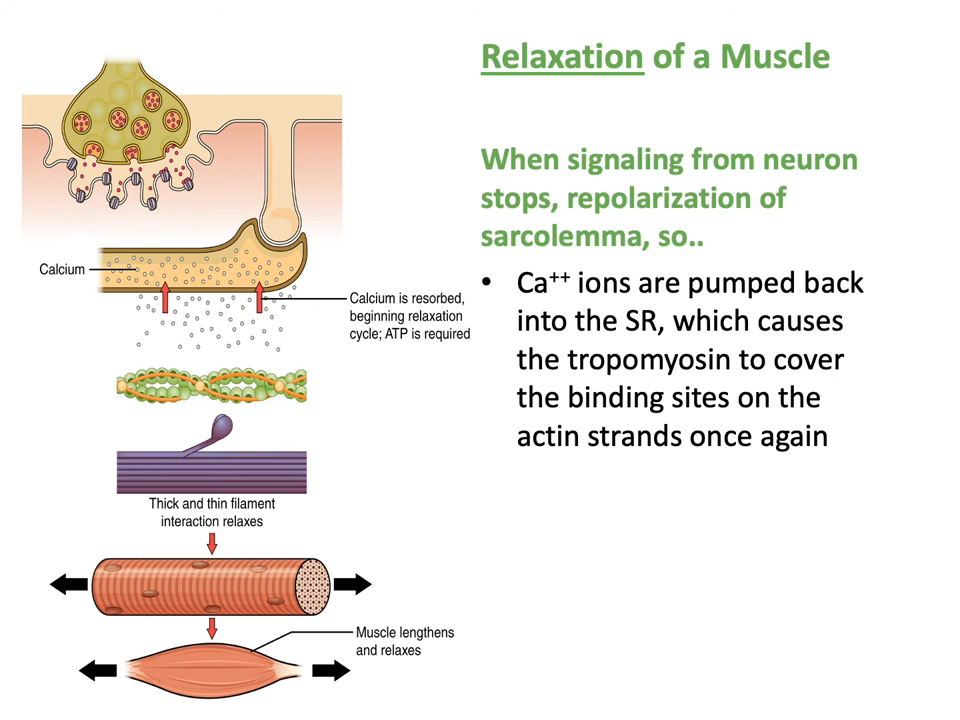 Relaxation of a Muscle
When signaling from neuron
stops, repolarization of
sarcolemma, so..
• Ca⁺⁺ ions are pumped back
into the SR, which causes
the tropomyosin to cover
the binding sites on the
actin strands once again
Calcium
Calcium is resorbed,
beginning relaxation
cycle; ATP is required
Thick and thin filament
interaction relaxes
Muscle lengthens
and relaxes